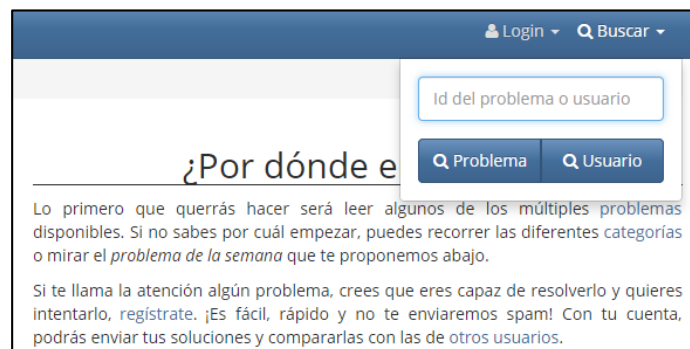 Login Buscar
Id del problema o usuario
Problema Usuario
¿Por dónde e
Lo primero que querrás hacer será leer algunos de los múltiples problemas
disponibles. Si no sabes por cuál empezar, puedes recorrer las diferentes categorías
o mirar el problema de la semana que te proponemos abajo.
Si te llama la atención algún problema, crees que eres capaz de resolverlo y quieres
intentarlo, regístrate. ¡Es fácil, rápido y no te enviaremos spam! Con tu cuenta,
podrás enviar tus soluciones y compararlas con las de otros usuarios.